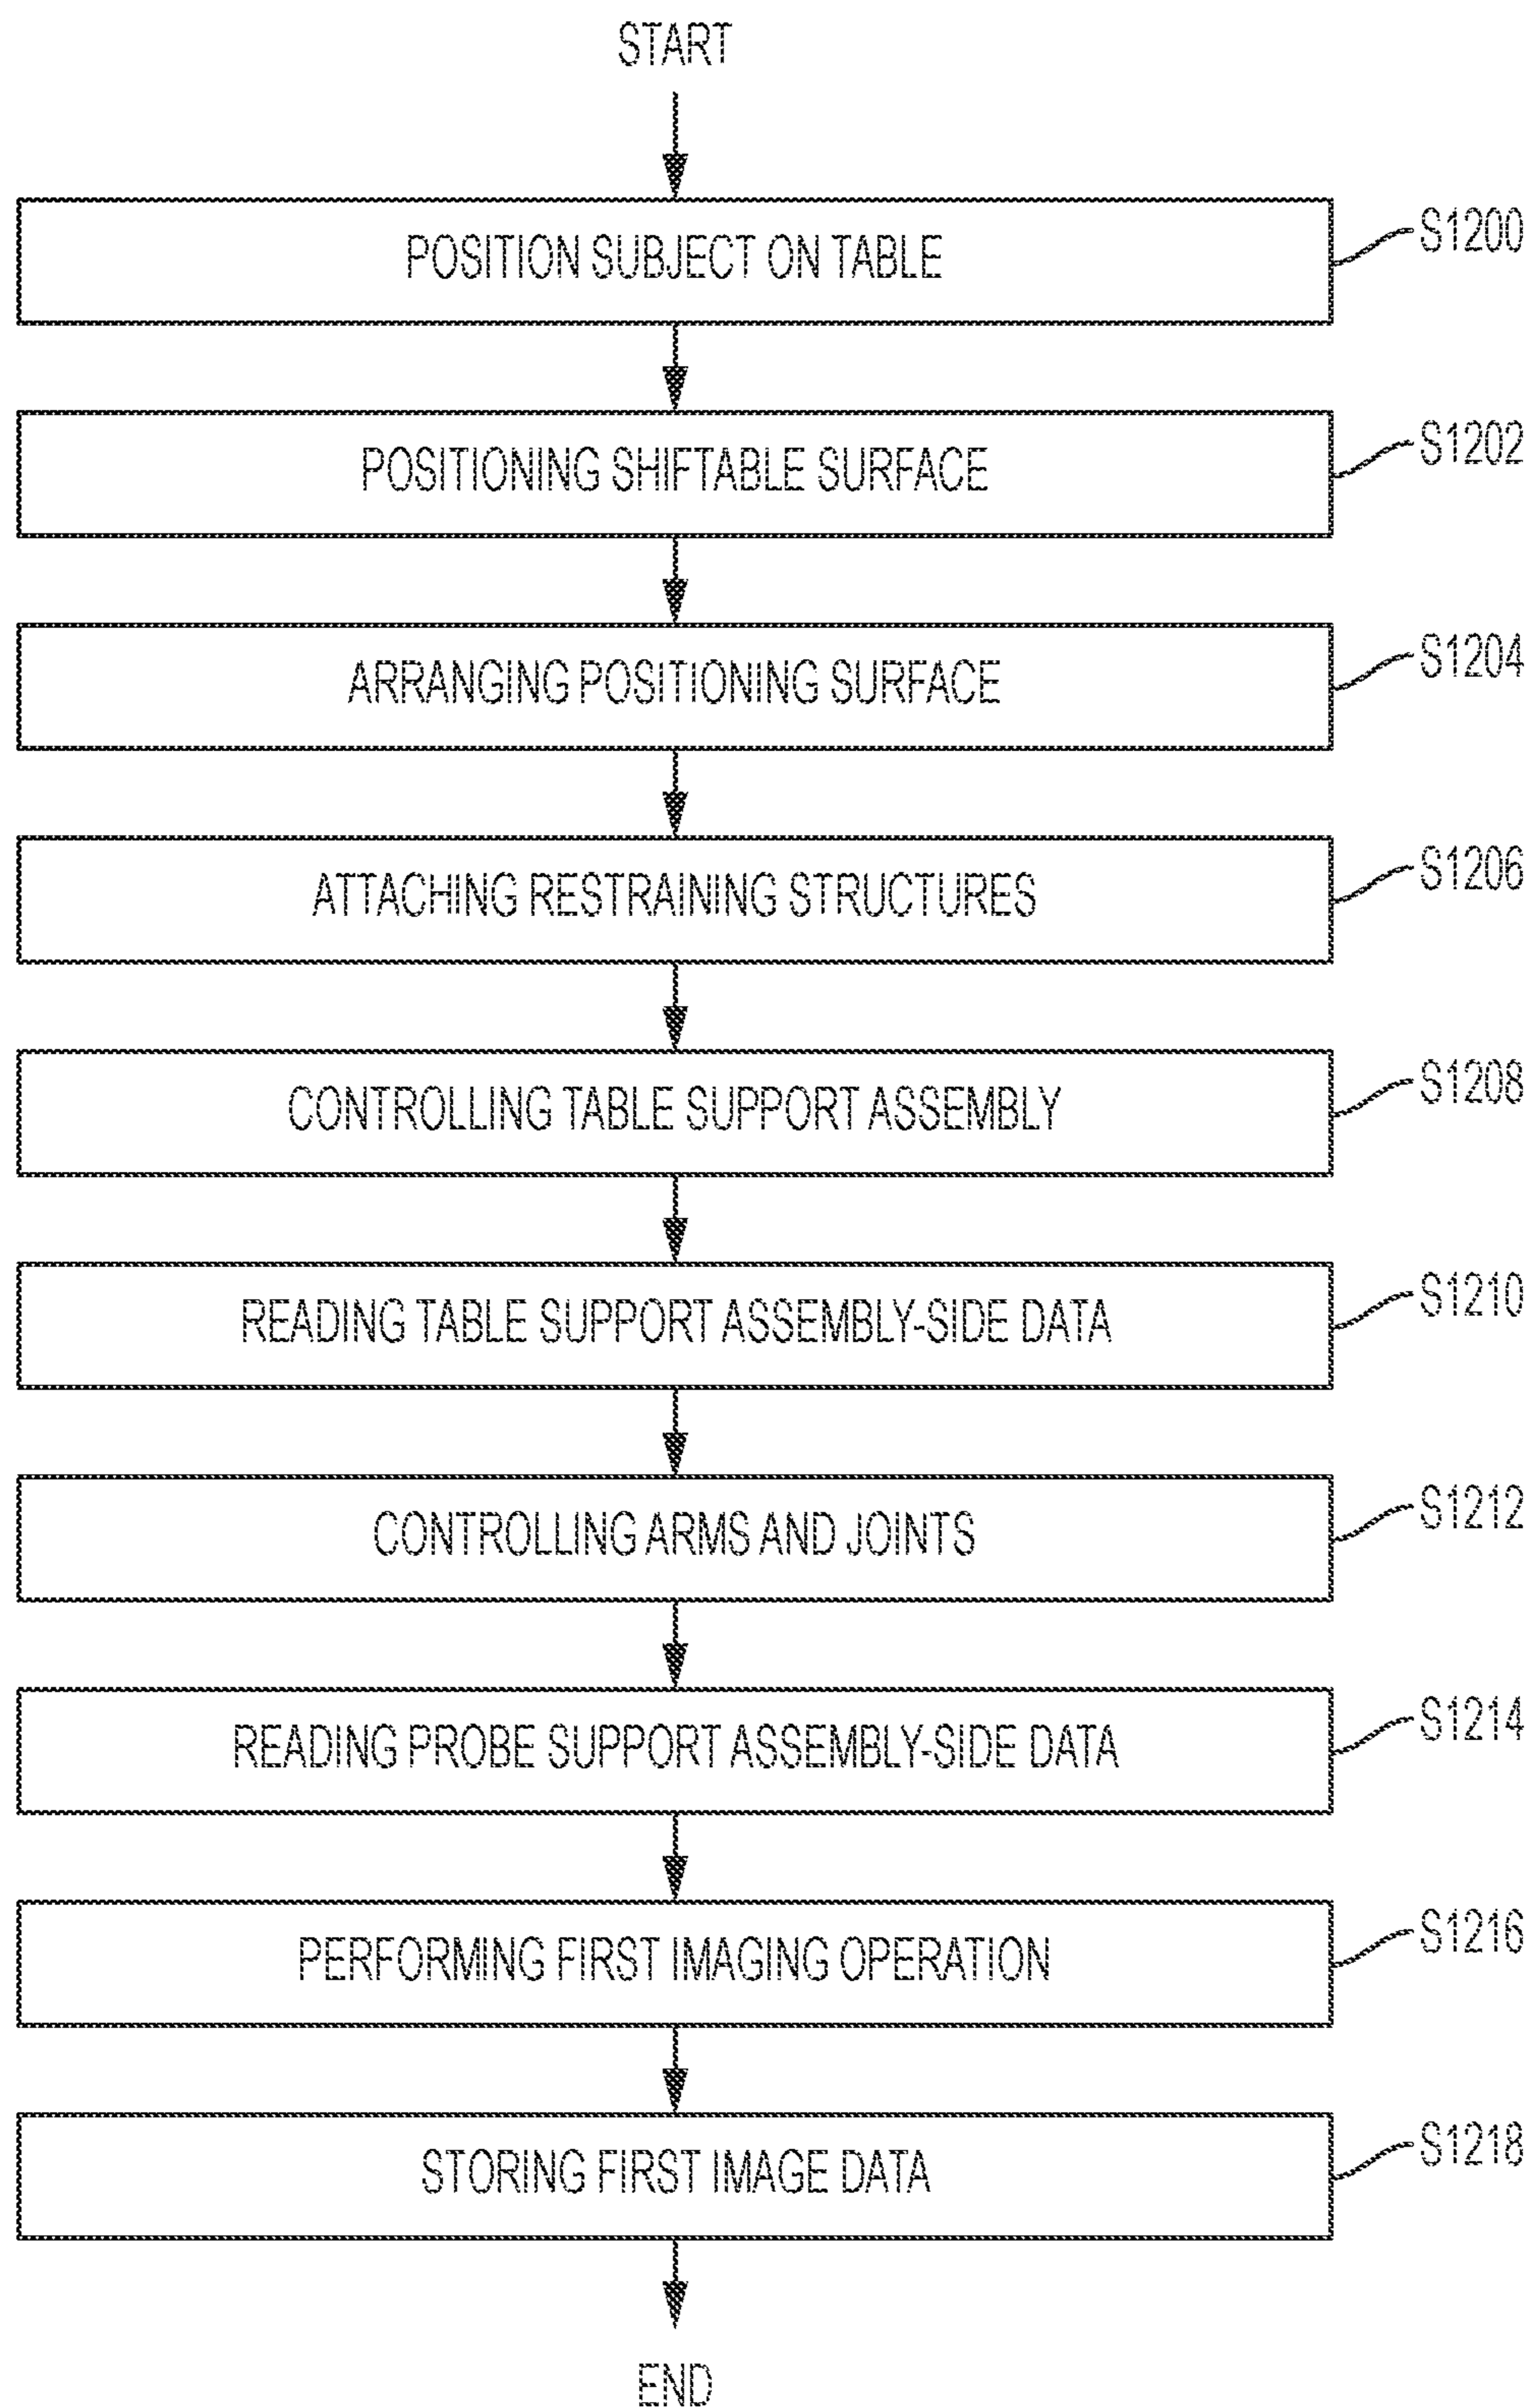 START
POSITION SUBJECT ON TABLE
S1200
POSITIONING SHIFTABLE SURFACE
S1202
ARRANGING POSITIONING SURFACE
S1204
ATTACHING RESTRAINING STRUCTURES
S1206
CONTROLLING TABLE SUPPORT ASSEMBLY
S1208
READING TABLE SUPPORT ASSEMBLY-SIDE DATA
S1210
CONTROLLING ARMS AND JOINTS
S1212
READING PROBE SUPPORT ASSEMBLY-SIDE DATA
S1214
PERFORMING FIRST IMAGING OPERATION
S1216
STORING FIRST IMAGE DATA
S1218
END